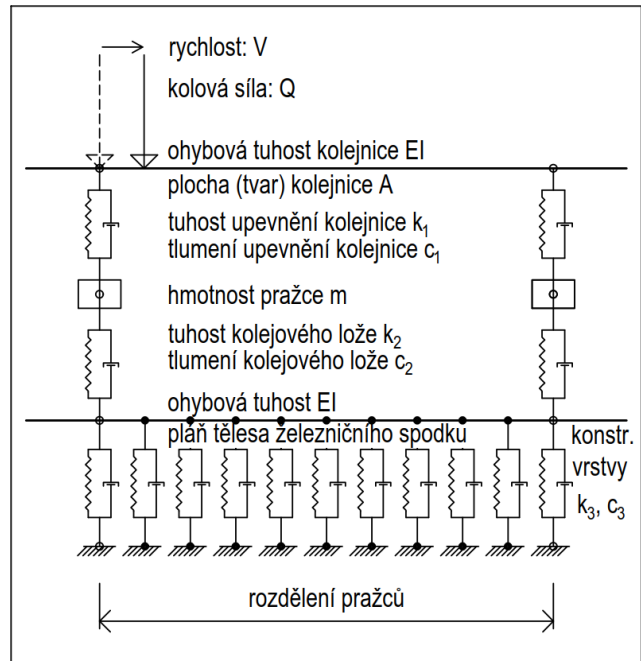 rychlost: V
kolová síla: Q
ohybová tuhost kolejnice EI
plocha (tvar) kolejnice A
tuhost upevnění kolejnice k₁
tlumení upevnění kolejnice c₁
hmotnost pražce m
tuhost kolejového lože k₂
tlumení kolejového lože c₂
ohybová tuhost EI
pláň tělesa železničního spodku
konstr.
vrstvy
k₃, c₃
rozdělení pražců